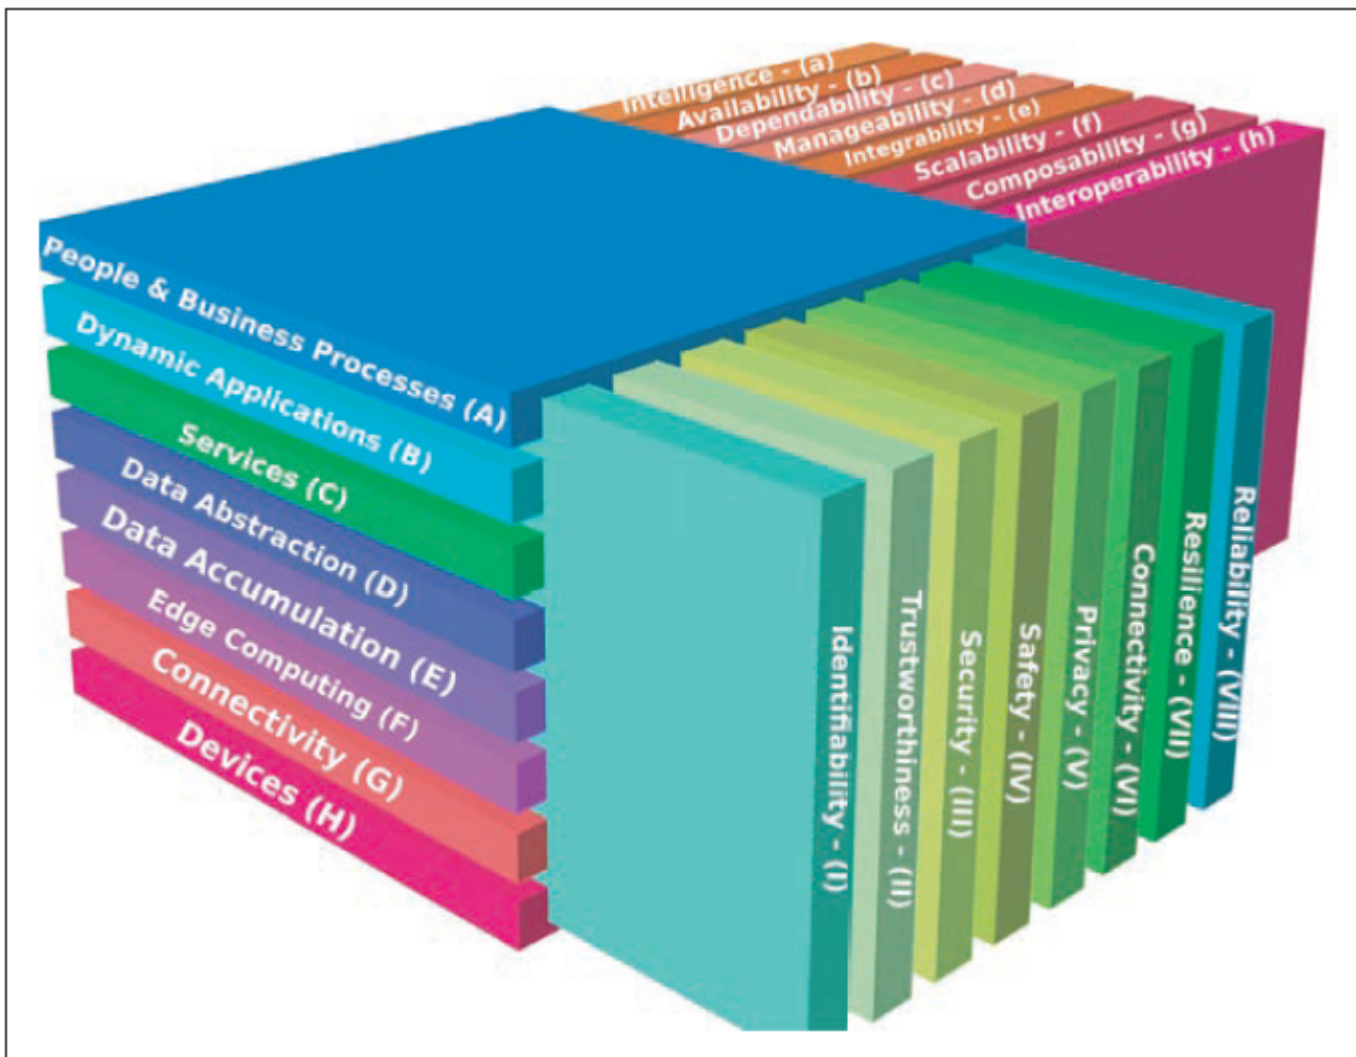 Intelligence - (a)
Availability - (b)
Dependability - (c)
Manageability - (d)
Integrability - (e)
Scalability - (f)
Composability - (g)
Interoperability - (h)
People & Business Processes (A)
Dynamic Applications (B)
Services (C)
Data Abstraction (D)
Data Accumulation (E)
Edge Computing (F)
Connectivity (G)
Devices (H)
Identifiability - (I)
Trustworthiness - (II)
Security - (III)
Safety - (IV)
Privacy - (V)
Connectivity - (VI)
Resilience - (VII)
Reliability - (VIII)